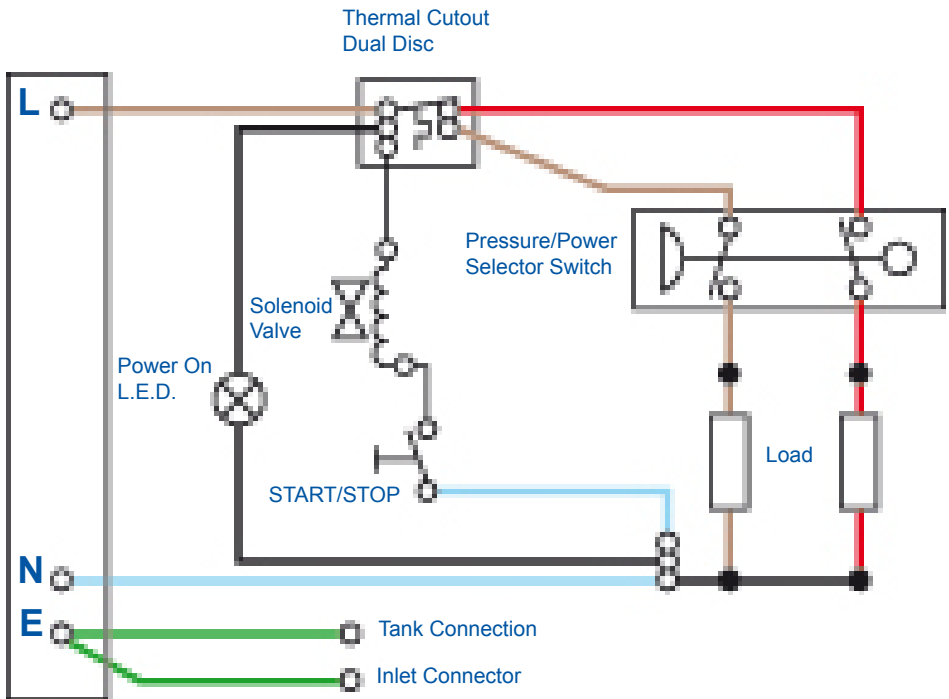 Thermal Cutout
Dual Disc
L
Pressure/Power
Selector Switch
Solenoid
Valve
Power On
L.E.D.
Load
START/STOP
N
E
Tank Connection
Inlet Connector